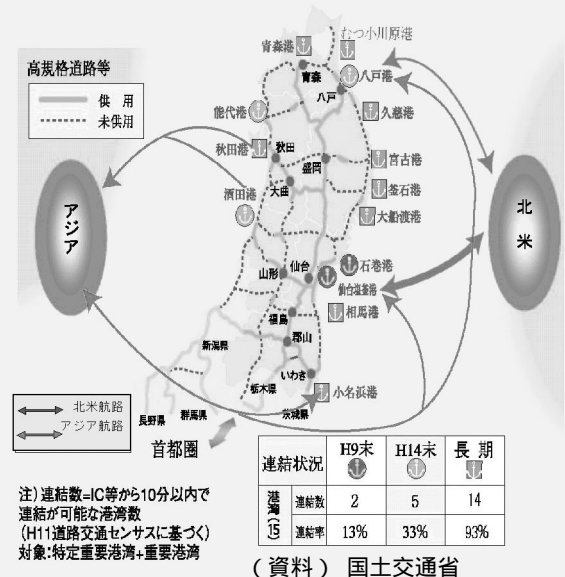 むつ小川原港
青森港
青森
八戸港
八戸
高規格道路等
供 用
未供用
能代港
久慈港
秋田港
秋田
盛岡
宮古港
大曲
釜石港
酒田港
大船渡港
アジア
北米
石巻港
山形
仙台
仙台塩釜港
相馬港
福島
新潟県
郡山
いわき
栃木県
小名浜港
北米航路
アジア航路
長野県
群馬県
茨城県
首都圏
連結状況 H9末 H14末 長 期
港湾(15)
連結数 2 5 14
連結率 13% 33% 93%
注)連結数=IC等から10分以内で
連結が可能な港湾数
(H11道路交通センサスに基づく)
対象:特定重要港湾+重要港湾
(資料) 国土交通省